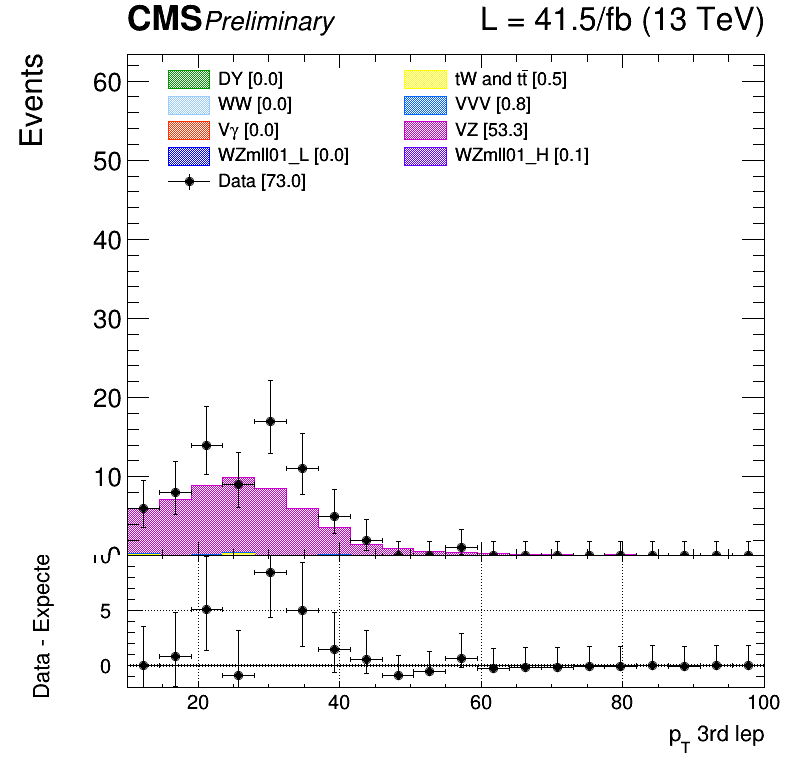 CMS Preliminary L = 41.5/fb (13 TeV)
Events
60
50
40
30
20
10
DY [0.0]
WW [0.0]
Vγ [0.0]
WZmll01_L [0.0]
Data [73.0]
tW and tt̄ [0.5]
VVV [0.8]
VZ [53.3]
WZmll01_H [0.1]
Data - Expecte
5
0
20 40 60 80 100
p_T 3rd lep